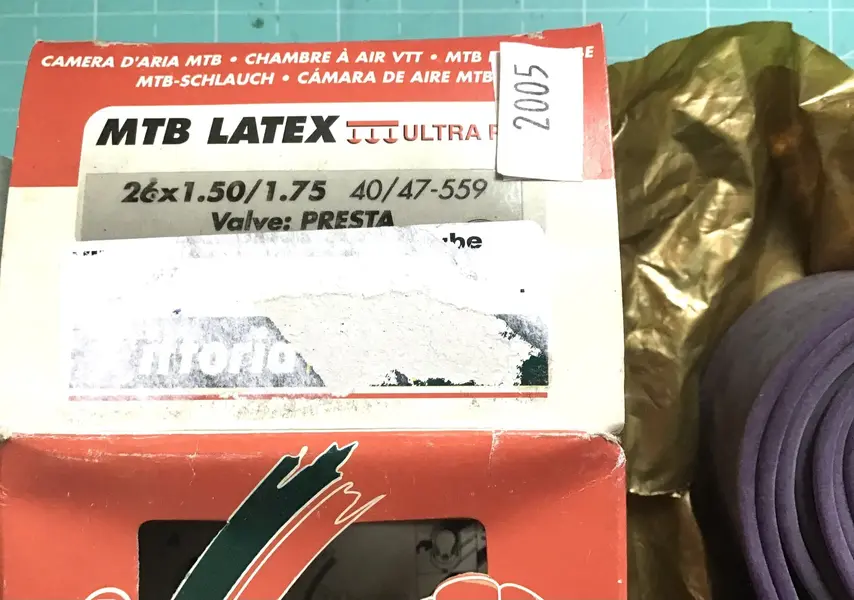 CAMERA D'ARIA MTB • CHAMBRE À AIR VTT • MTB
MTB-SCHLAUCH • CÁMARA DE AIRE MTB
2005
MTB LATEX ULTRA
26x1.50/1.75 40/47-559
Valve: PRESTA